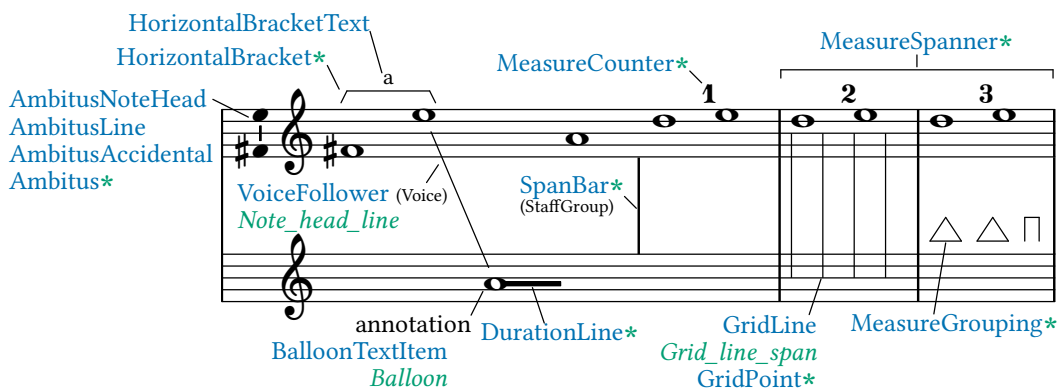 HorizontalBracketText
HorizontalBracket*
a
MeasureCounter*
MeasureSpanner*
1
2
3
AmbitusNoteHead
AmbitusLine
AmbitusAccidental
Ambitus*
VoiceFollower (Voice)
Note_head_line
SpanBar*
(StaffGroup)
annotation
BalloonTextItem
Balloon
DurationLine*
GridLine
Grid_line_span
GridPoint*
MeasureGrouping*